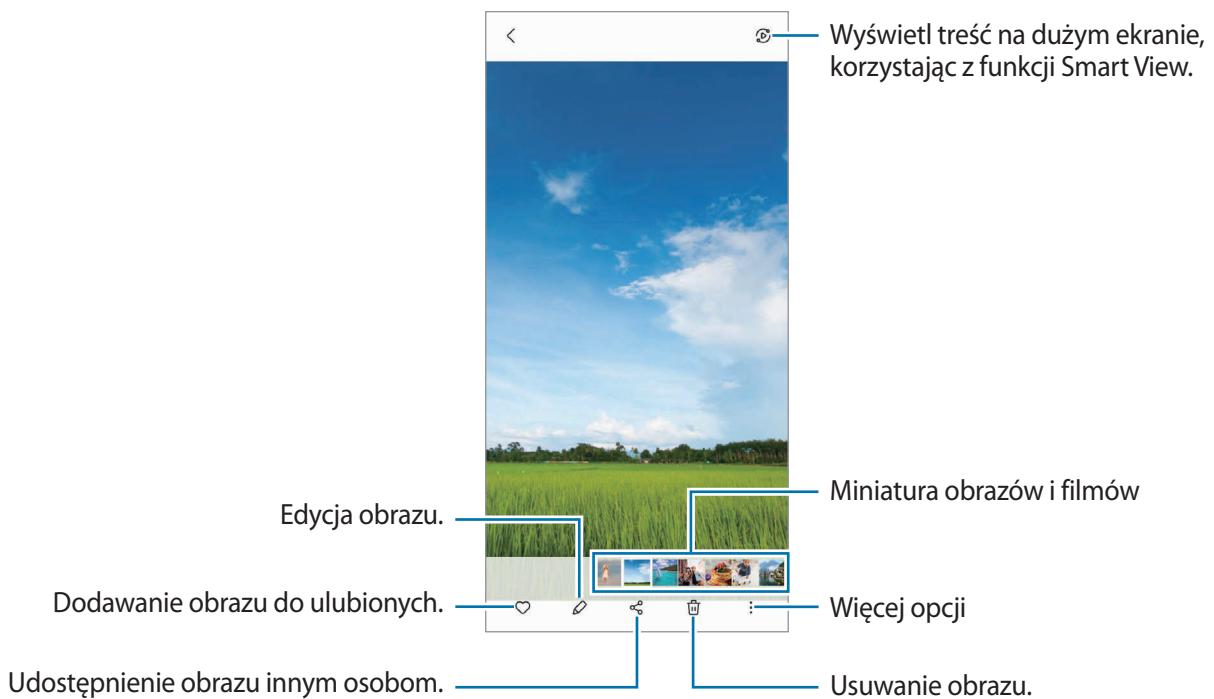 Wyświetl treść na dużym ekranie,
korzystając z funkcji Smart View.
Miniatura obrazów i filmów
Edycja obrazu.
Dodawanie obrazu do ulubionych.
Więcej opcji
Udostępnienie obrazu innym osobom.
Usuwanie obrazu.